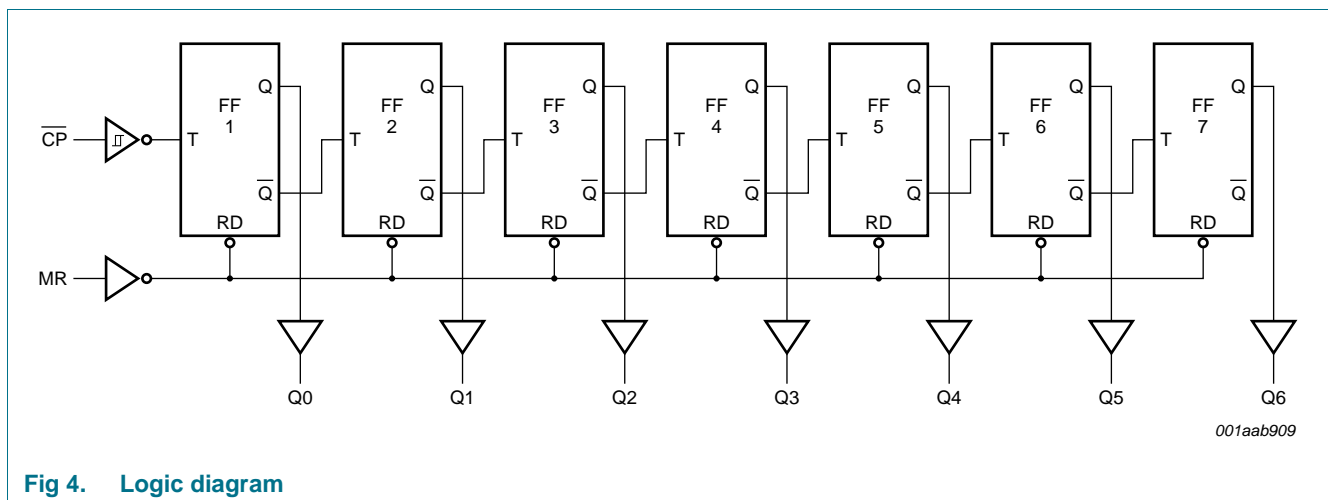 Q Q Q Q Q Q Q
FF FF FF FF FF FF FF
1 2 3 4 5 6 7
C̅P̅ T T T T T T T
Q̅ Q̅ Q̅ Q̅ Q̅ Q̅ Q̅
RD RD RD RD RD RD RD
MR
Q0 Q1 Q2 Q3 Q4 Q5 Q6
001aab909
Fig 4. Logic diagram